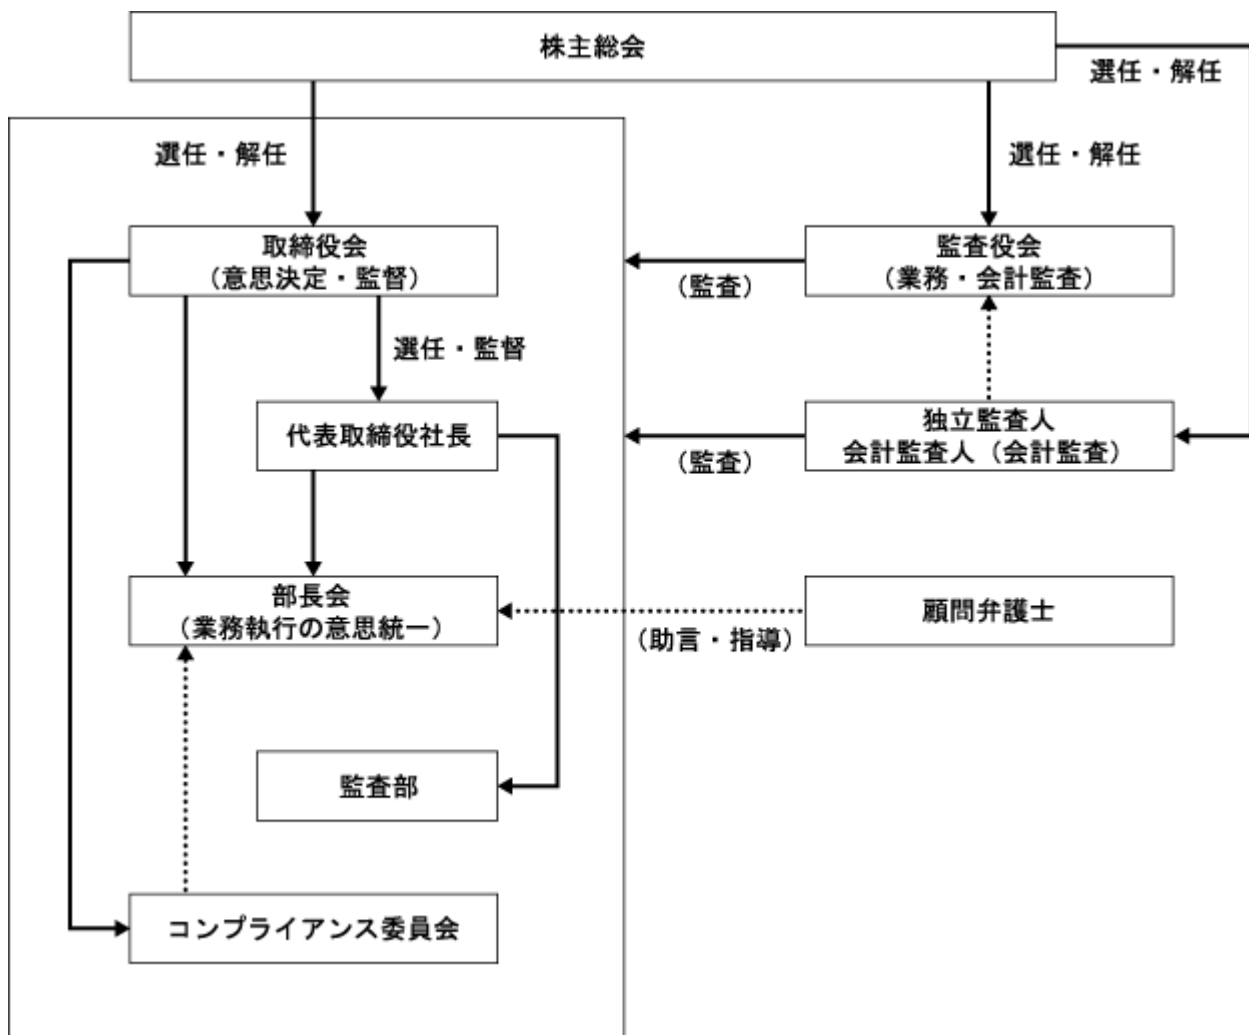 株主総会
選任・解任
選任・解任
選任・解任
取締役会
（意思決定・監督）
監査役会
（業務・会計監査）
（監査）
選任・監督
代表取締役社長
独立監査人
会計監査人（会計監査）
（監査）
部長会
（業務執行の意思統一）
顧問弁護士
（助言・指導）
監査部
コンプライアンス委員会